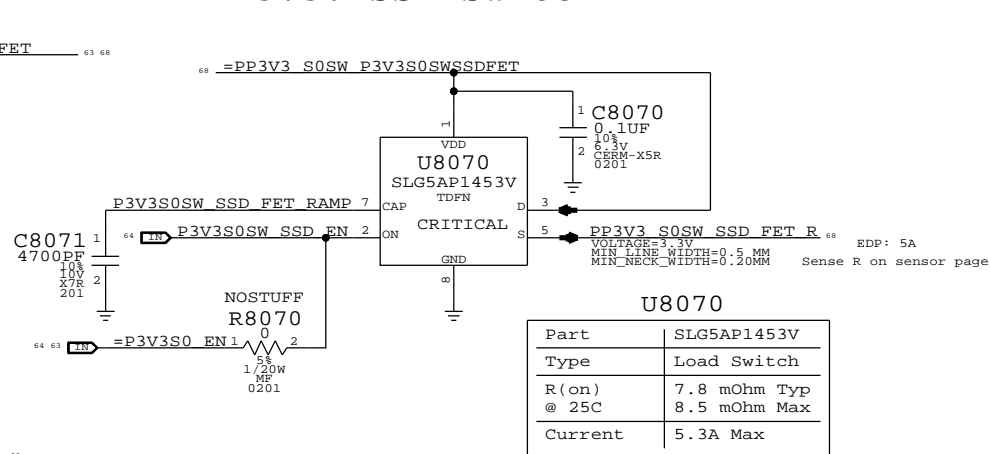 FET 63 68
68 =PP3V3_S0SW_P3V3S0SWSSDFET
1
C8070
0.1UF
10%
6.3V
CERM-X5R
0201
1
2
VDD
U8070
SLG5AP1453V
TDFN
CRITICAL
P3V3S0SW_SSD_FET_RAMP 7 CAP
D 3
64 IN P3V3S0SW_SSD_EN 2 ON
S 5 PP3V3_S0SW_SSD_FET_R 68
VOLTAGE=3.3V
MIN_LINE_WIDTH=0.5 MM
MIN_NECK_WIDTH=0.20MM
EDP: 5A
Sense R on sensor page
GND
8
C8071
4700PF
10%
10V
X7R
201
1
2
NOSTUFF
R8070
0
64 63 IN =P3V3S0_EN 1 2
5%
1/20W
MF
0201
U8070
Part SLG5AP1453V
Type Load Switch
R(on) 7.8 mOhm Typ
@ 25C 8.5 mOhm Max
Current 5.3A Max